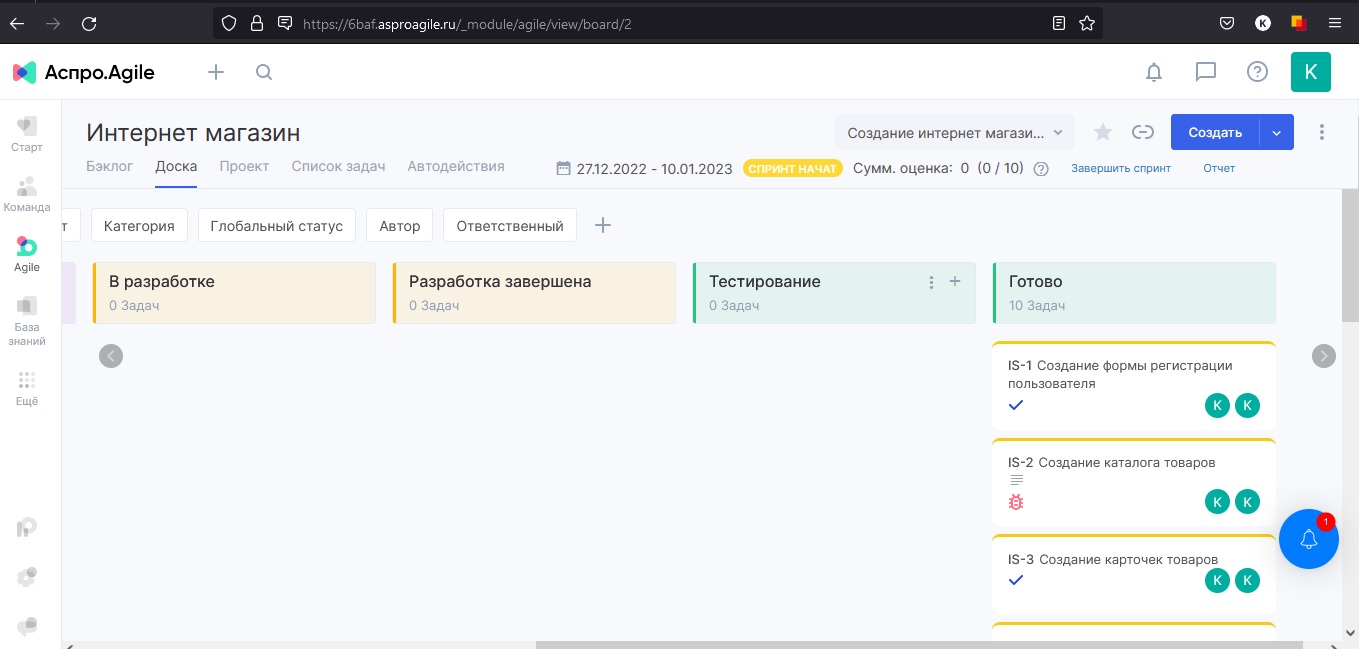 https://6baf.asproagile.ru/_module/agile/view/board/2
K
Аспро.Agile
K
Интернет магазин
Создание интернет магази...
Создать
Бэклог Доска Проект Список задач Автодействия
27.12.2022 - 10.01.2023 СПРИНТ НАЧАТ Сумм. оценка: 0 (0 / 10) ? Завершить спринт Отчет
Старт
Команда
Agile
База
знаний
Ещё
т Категория Глобальный статус Автор Ответственный
В разработке
0 Задач
Разработка завершена
0 Задач
Тестирование
0 Задач
Готово
10 Задач
IS-1 Создание формы регистрации
пользователя
K K
IS-2 Создание каталога товаров
K K
IS-3 Создание карточек товаров
K K
1